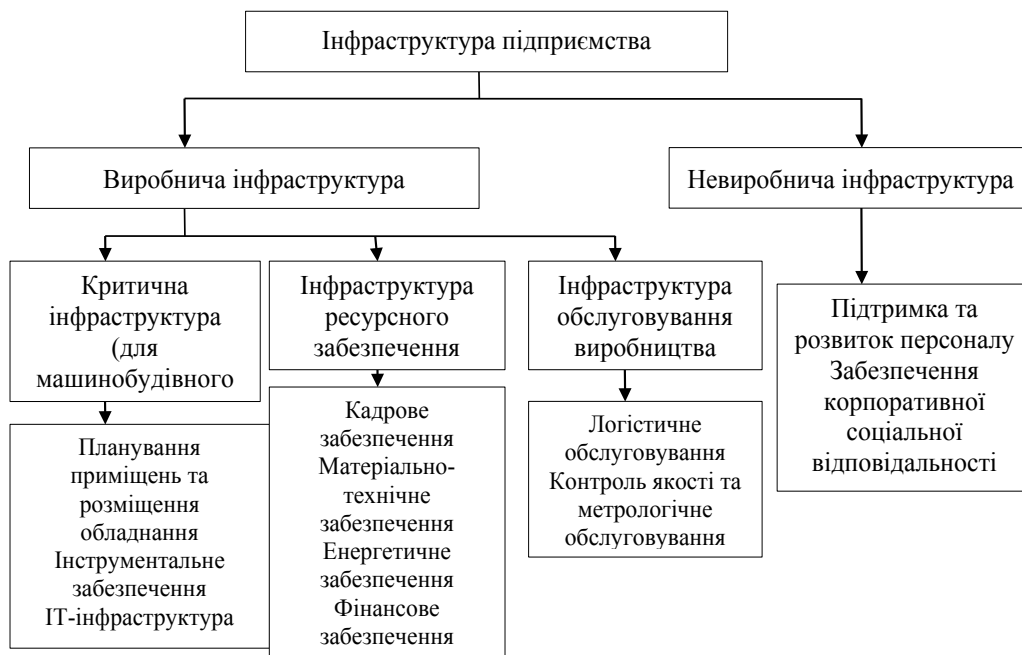 Інфраструктура підприємства
Виробнича інфраструктура
Невиробнича інфраструктура
Критична
інфраструктура
(для
машинобудівного
Інфраструктура
ресурсного
забезпечення
Інфраструктура
обслуговування
виробництва
Підтримка та
розвиток персоналу
Забезпечення
корпоративної
соціальної
відповідальності
Планування
приміщень та
розміщення
обладнання
Інструментальне
забезпечення
ІТ-інфраструктура
Кадрове
забезпечення
Матеріально-
технічне
забезпечення
Енергетичне
забезпечення
Фінансове
забезпечення
Логістичне
обслуговування
Контроль якості та
метрологічне
обслуговування